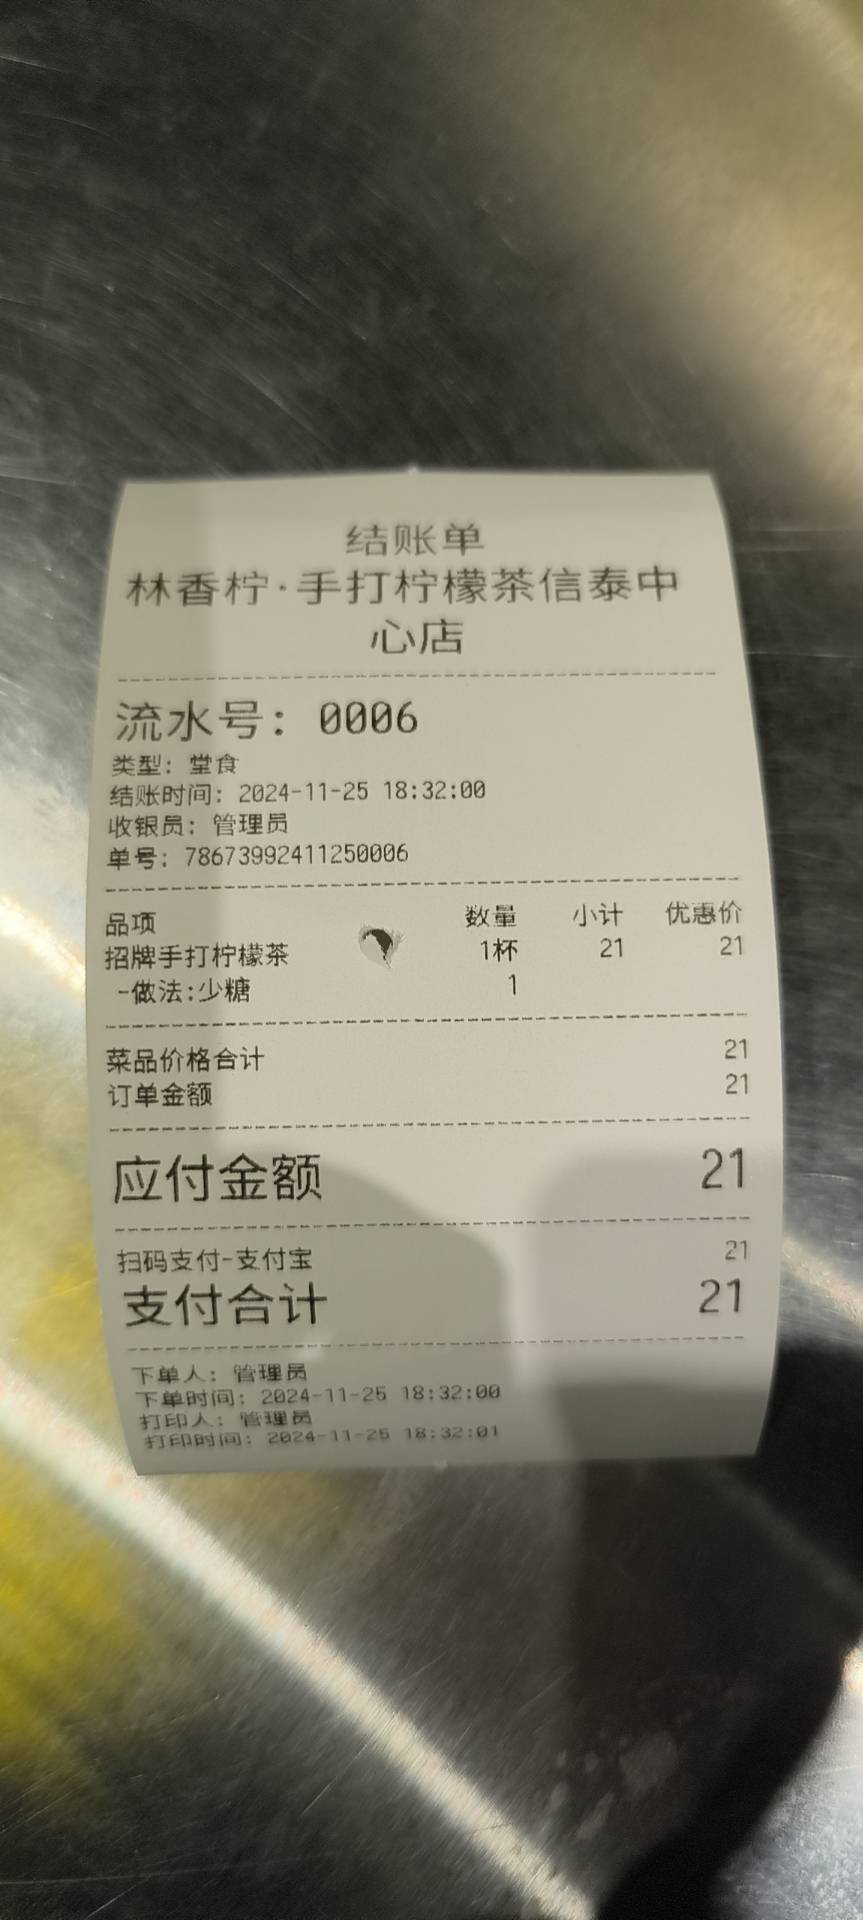 结账单
林香柠·手打柠檬茶信泰中
心店
流水号: 0006
类型: 堂食
结账时间: 2024-11-25 18:32:00
收银员: 管理员
单号: 78673992411250006
品项 数量 小计 优惠价
招牌手打柠檬茶 1杯 21 21
-做法:少糖 1
菜品价格合计 21
订单金额 21
应付金额 21
扫码支付-支付宝 21
支付合计 21
下单人: 管理员
下单时间: 2024-11-25 18:32:00
打印人: 管理员
打印时间: 2024-11-25 18:32:01